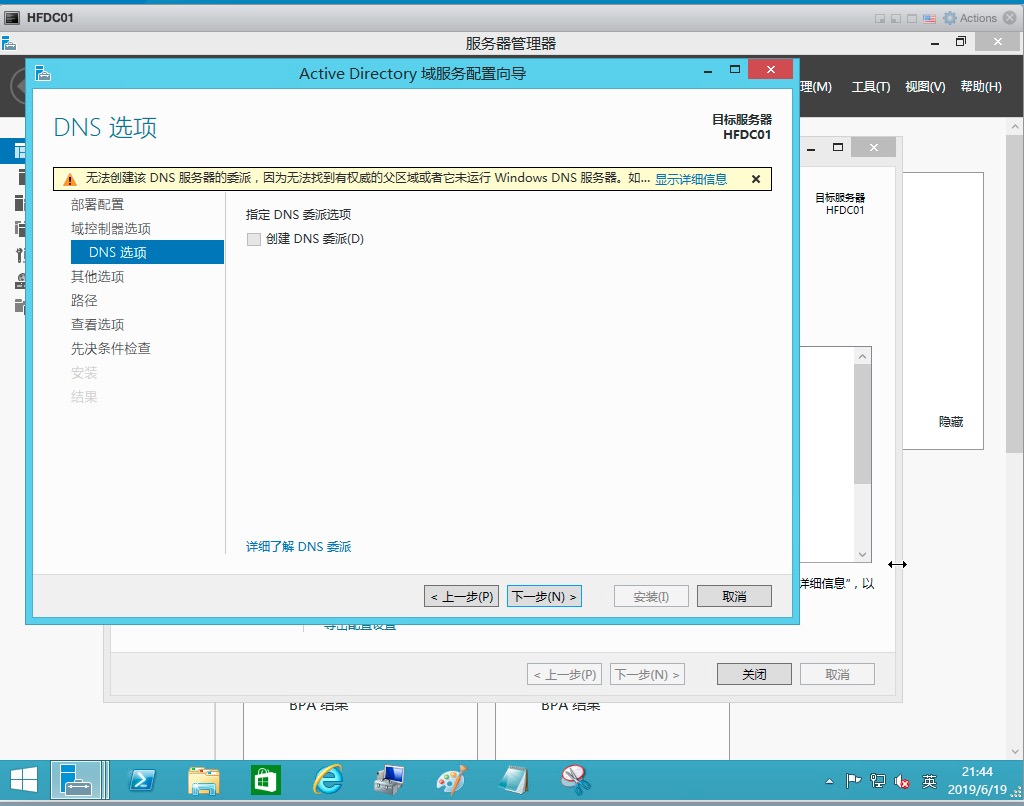 HFDC01
Actions
服务器管理器
理(M) 工具(T) 视图(V) 帮助(H)
Active Directory 域服务配置向导
DNS 选项
目标服务器
HFDC01
无法创建该 DNS 服务器的委派，因为无法找到有权威的父区域或者它未运行 Windows DNS 服务器。如... 显示详细信息
部署配置
域控制器选项
DNS 选项
其他选项
路径
查看选项
先决条件检查
安装
结果
指定 DNS 委派选项
创建 DNS 委派(D)
详细了解 DNS 委派
< 上一步(P) 下一步(N) > 安装(I) 取消
目标服务器
HFDC01
隐藏
详细信息"，以
导出配置设置
< 上一步(P) 下一步(N) > 关闭 取消
BPA 结果 BPA 结果
英
21:44
2019/6/19